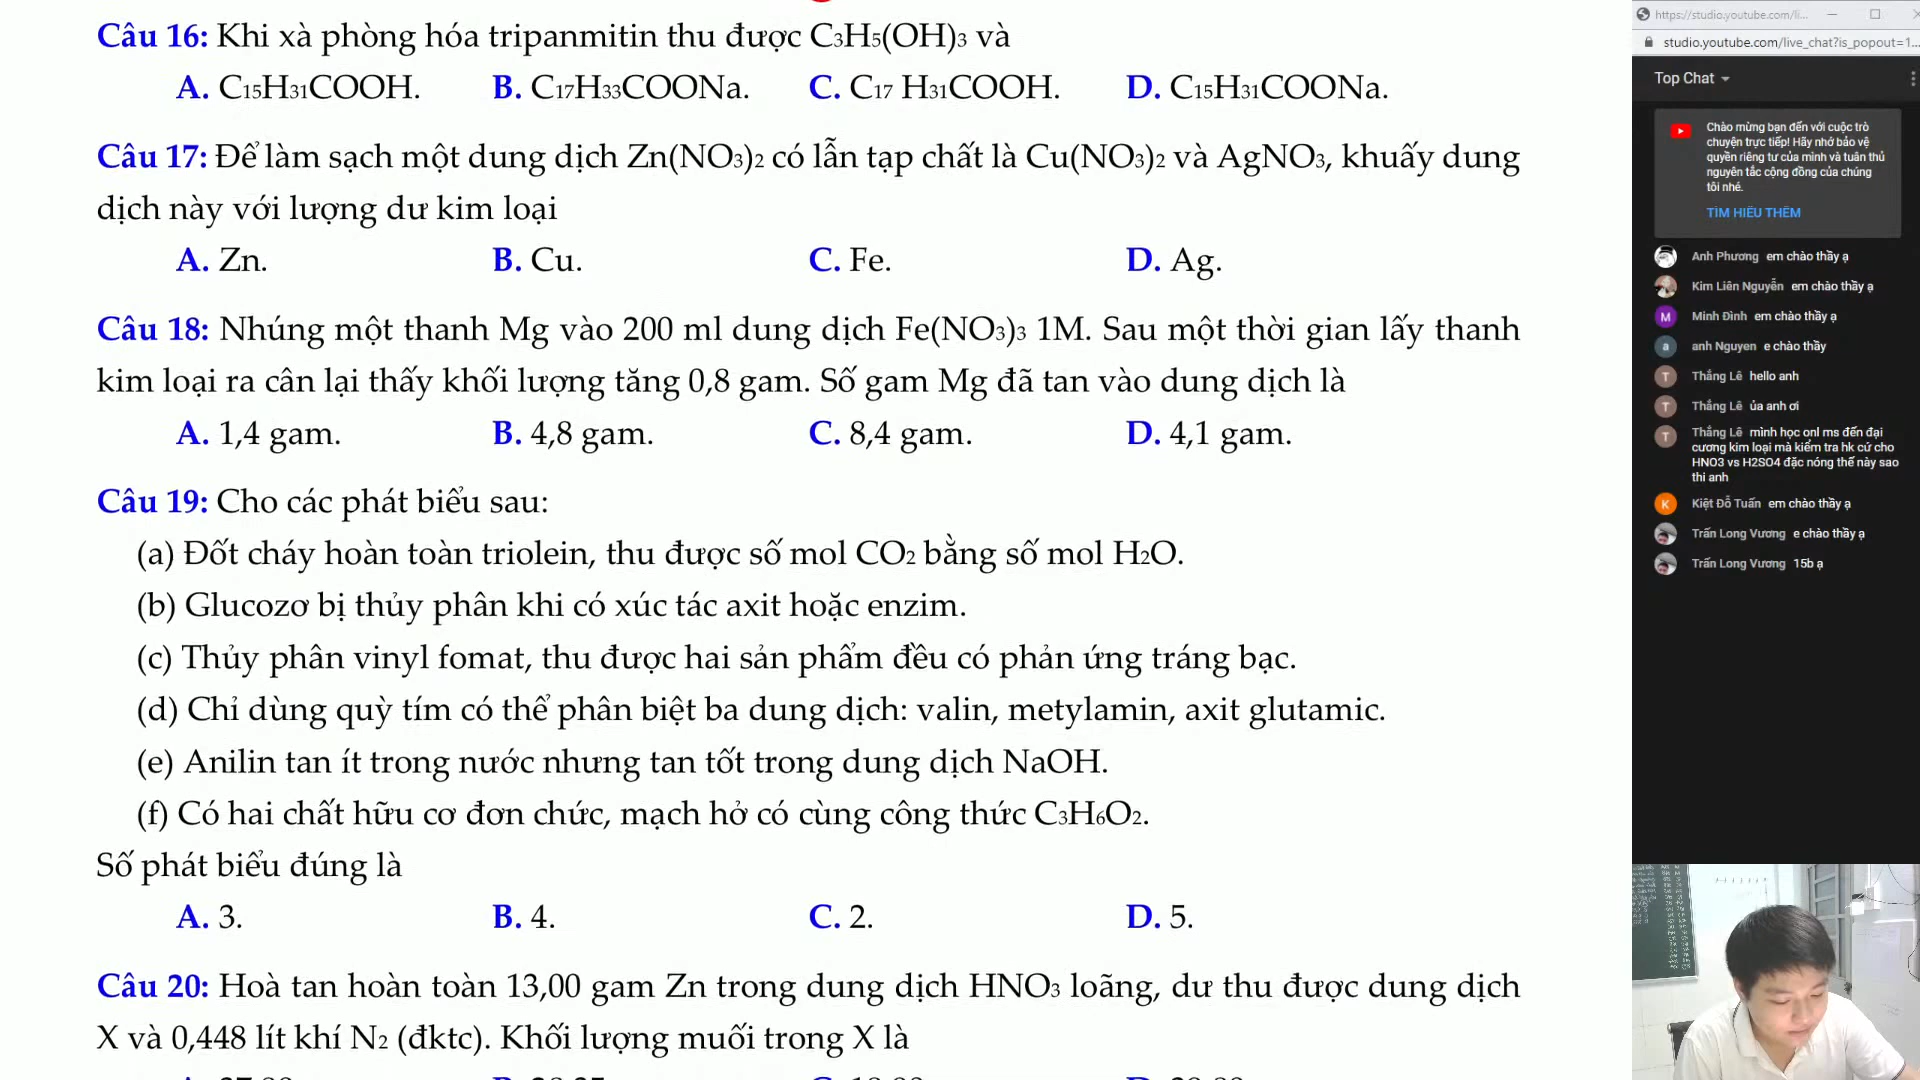 Câu 16: Khi xà phòng hóa tripanmitin thu được C₃H₅(OH)₃ và
A. C₁₅H₃₁COOH. B. C₁₇H₃₃COONa. C. C₁₇ H₃₁COOH. D. C₁₅H₃₁COONa.
Câu 17: Để làm sạch một dung dịch Zn(NO₃)₂ có lẫn tạp chất là Cu(NO₃)₂ và AgNO₃, khuấy dung
dịch này với lượng dư kim loại
A. Zn. B. Cu. C. Fe. D. Ag.
Câu 18: Nhúng một thanh Mg vào 200 ml dung dịch Fe(NO₃)₃ 1M. Sau một thời gian lấy thanh
kim loại ra cân lại thấy khối lượng tăng 0,8 gam. Số gam Mg đã tan vào dung dịch là
A. 1,4 gam. B. 4,8 gam. C. 8,4 gam. D. 4,1 gam.
Câu 19: Cho các phát biểu sau:
(a) Đốt cháy hoàn toàn triolein, thu được số mol CO₂ bằng số mol H₂O.
(b) Glucozơ bị thủy phân khi có xúc tác axit hoặc enzim.
(c) Thủy phân vinyl fomat, thu được hai sản phẩm đều có phản ứng tráng bạc.
(d) Chỉ dùng quỳ tím có thể phân biệt ba dung dịch: valin, metylamin, axit glutamic.
(e) Anilin tan ít trong nước nhưng tan tốt trong dung dịch NaOH.
(f) Có hai chất hữu cơ đơn chức, mạch hở có cùng công thức C₃H₆O₂.
Số phát biểu đúng là
A. 3. B. 4. C. 2. D. 5.
Câu 20: Hoà tan hoàn toàn 13,00 gam Zn trong dung dịch HNO₃ loãng, dư thu được dung dịch
X và 0,448 lít khí N₂ (đktc). Khối lượng muối trong X là
https://studio.youtube.com/li...
studio.youtube.com/live_chat?is_popout=1...
Top Chat
Chào mừng bạn đến với cuộc trò
chuyện trực tiếp! Hãy nhớ bảo vệ
quyền riêng tư của mình và tuân thủ
nguyên tắc cộng đồng của chúng
tôi nhé.
TÌM HIỂU THÊM
Anh Phương em chào thầy ạ
Kim Liên Nguyễn em chào thầy ạ
M Minh Đình em chào thầy ạ
a anh Nguyen e chào thầy
T Thắng Lê hello anh
T Thắng Lê ủa anh ơi
T Thắng Lê mình học onl ms đến đại
cương kim loại mà kiểm tra hk cứ cho
HNO3 vs H2SO4 đặc nóng thế này sao
thi anh
K Kiệt Đỗ Tuấn em chào thầy ạ
Trần Long Vương e chào thầy ạ
Trần Long Vương 15b ạ